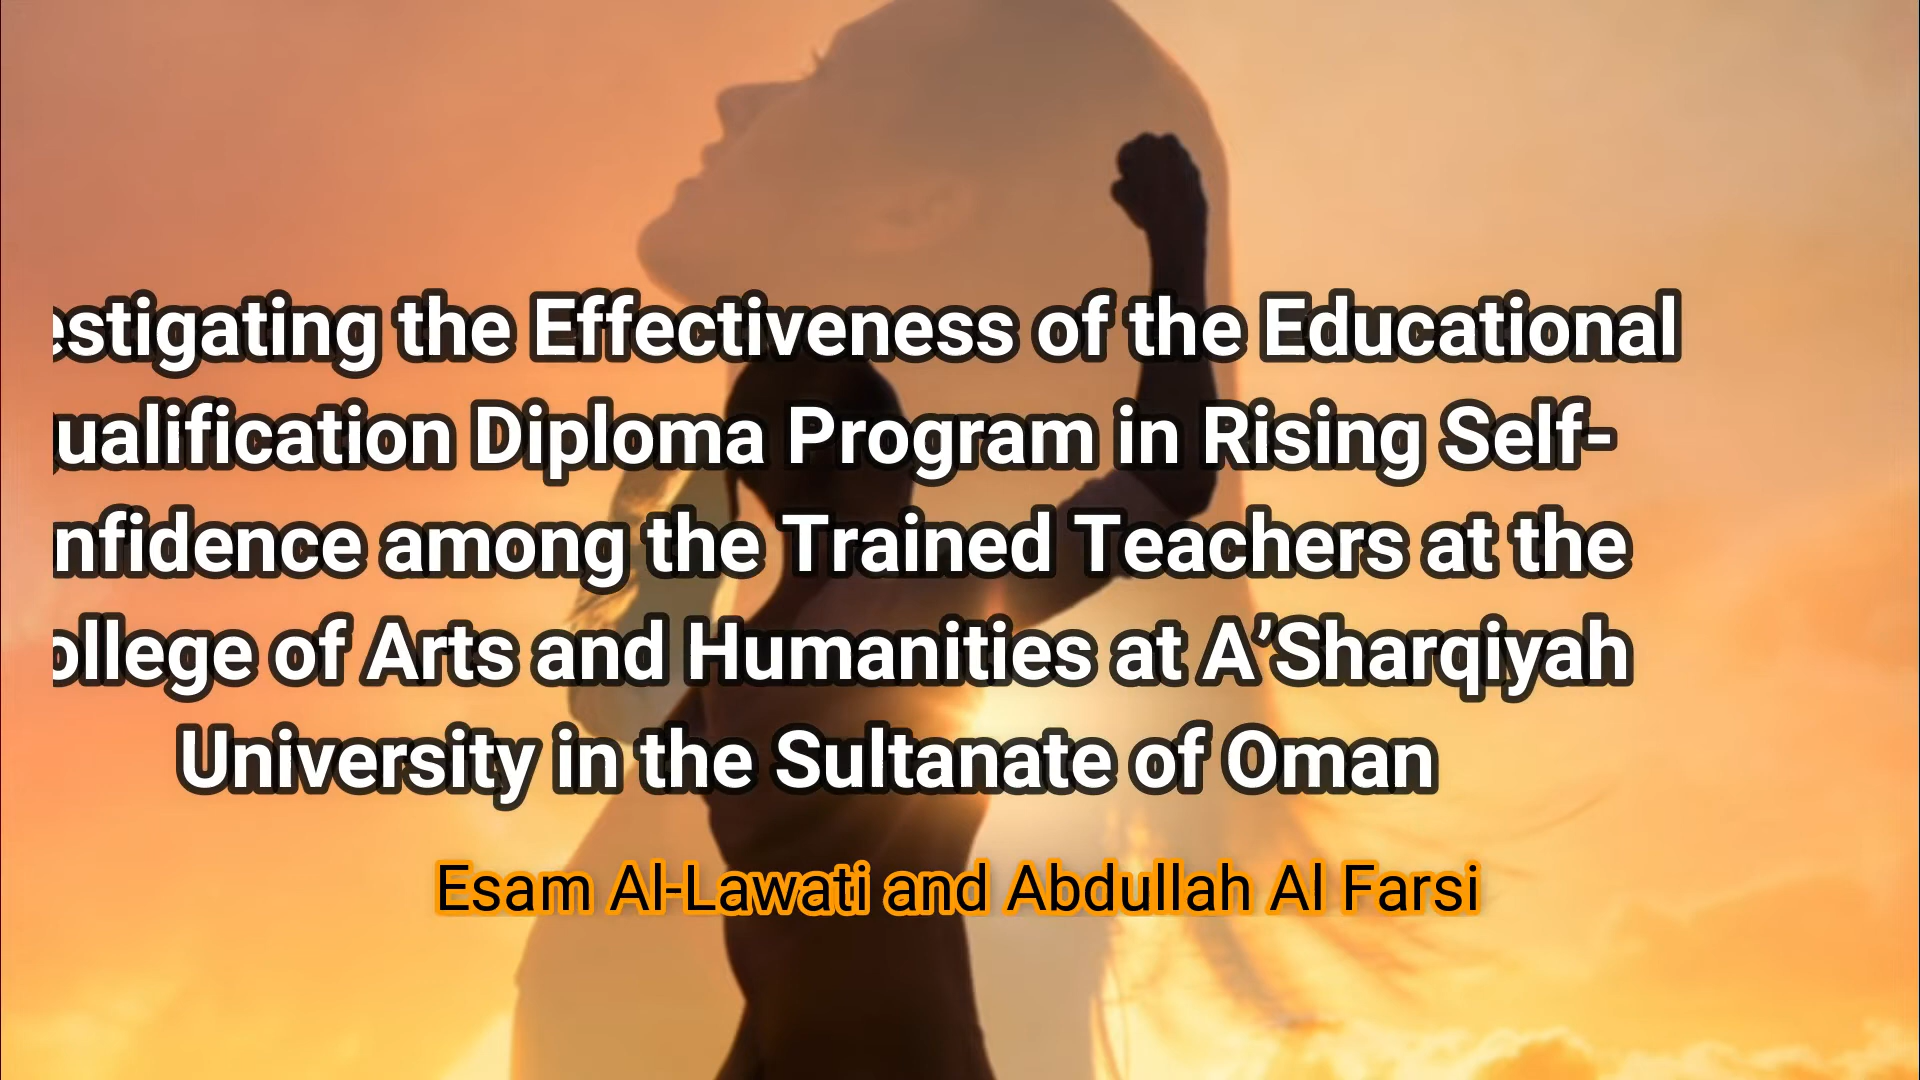 estigating the Effectiveness of the Educational
ualification Diploma Program in Rising Self-
nfidence among the Trained Teachers at the
ollege of Arts and Humanities at A’Sharqiyah
University in the Sultanate of Oman
Esam Al-Lawati and Abdullah Al Farsi